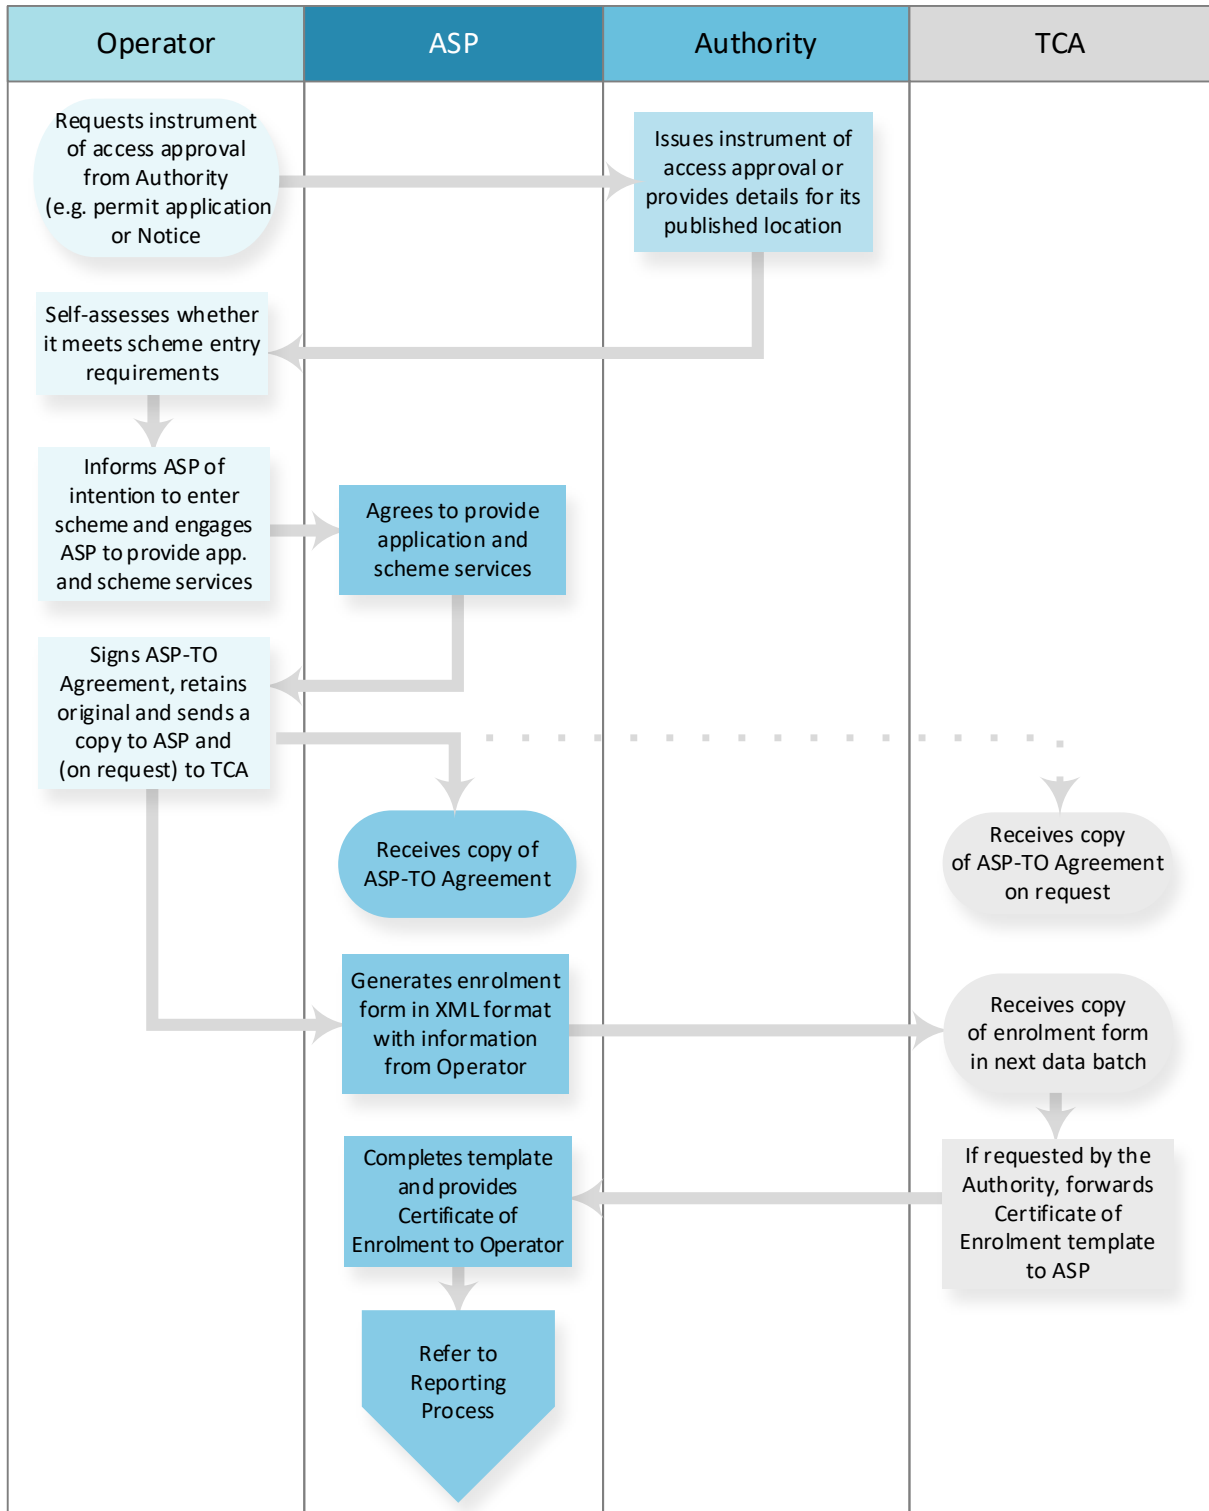 Operator
ASP
Authority
TCA
Requests instrument
of access approval
from Authority
(e.g. permit application
or Notice
Issues instrument of
access approval or
provides details for its
published location
Self-assesses whether
it meets scheme entry
requirements
Informs ASP of
intention to enter
scheme and engages
ASP to provide app.
and scheme services
Agrees to provide
application and
scheme services
Signs ASP-TO
Agreement, retains
original and sends a
copy to ASP and
(on request) to TCA
Receives copy of
ASP-TO Agreement
Receives copy
of ASP-TO Agreement
on request
Generates enrolment
form in XML format
with information
from Operator
Receives copy
of enrolment form
in next data batch
Completes template
and provides
Certificate of
Enrolment to Operator
If requested by the
Authority, forwards
Certificate of
Enrolment template
to ASP
Refer to
Reporting
Process